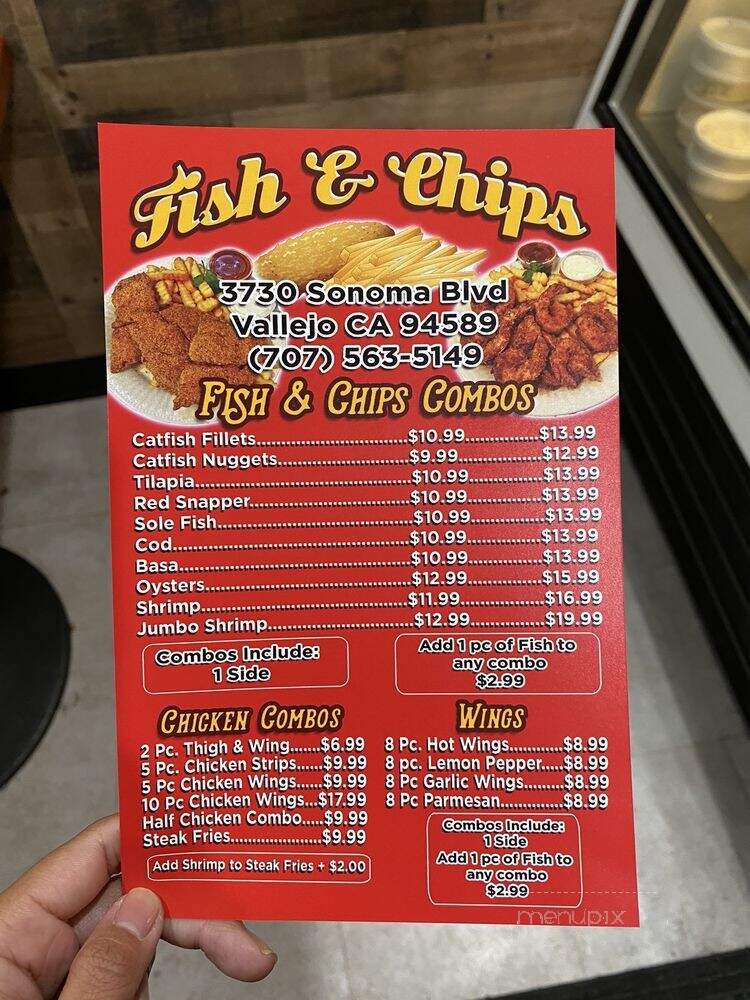 Fish & Chips
3730 Sonoma Blvd
Vallejo CA 94589
(707) 563-5149
FISH & CHIPS COMBOS
Catfish Fillets..........$10.99..........$13.99
Catfish Nuggets..........$9.99..........$12.99
Tilapia..........$10.99..........$13.99
Red Snapper..........$10.99..........$13.99
Sole Fish..........$10.99..........$13.99
Cod..........$10.99..........$13.99
Basa..........$10.99..........$13.99
Oysters..........$12.99..........$15.99
Shrimp..........$11.99..........$16.99
Jumbo Shrimp..........$12.99..........$19.99
Combos Include:
1 Side
Add 1 pc of Fish to
any combo
$2.99
CHICKEN COMBOS
2 Pc. Thigh & Wing.......$6.99
5 Pc. Chicken Strips.....$9.99
5 Pc Chicken Wings.....$9.99
10 Pc Chicken Wings...$17.99
Half Chicken Combo.....$9.99
Steak Fries..........$9.99
Add Shrimp to Steak Fries + $2.00
WINGS
8 Pc. Hot Wings..........$8.99
8 pc. Lemon Pepper....$8.99
8 Pc Garlic Wings.......$8.99
8 Pc Parmesan..........$8.99
Combos Include:
1 Side
Add 1 pc of Fish to
any combo
$2.99
menupix